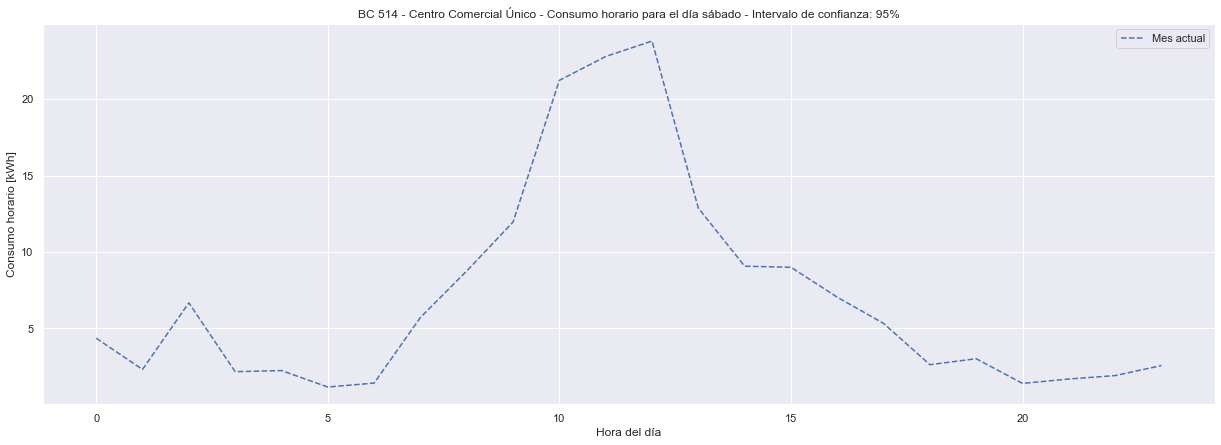 BC 514 - Centro Comercial Único - Consumo horario para el día sábado - Intervalo de confianza: 95%
Mes actual
Consumo horario [kWh]
20
15
10
5
0
5
10
15
20
Hora del día